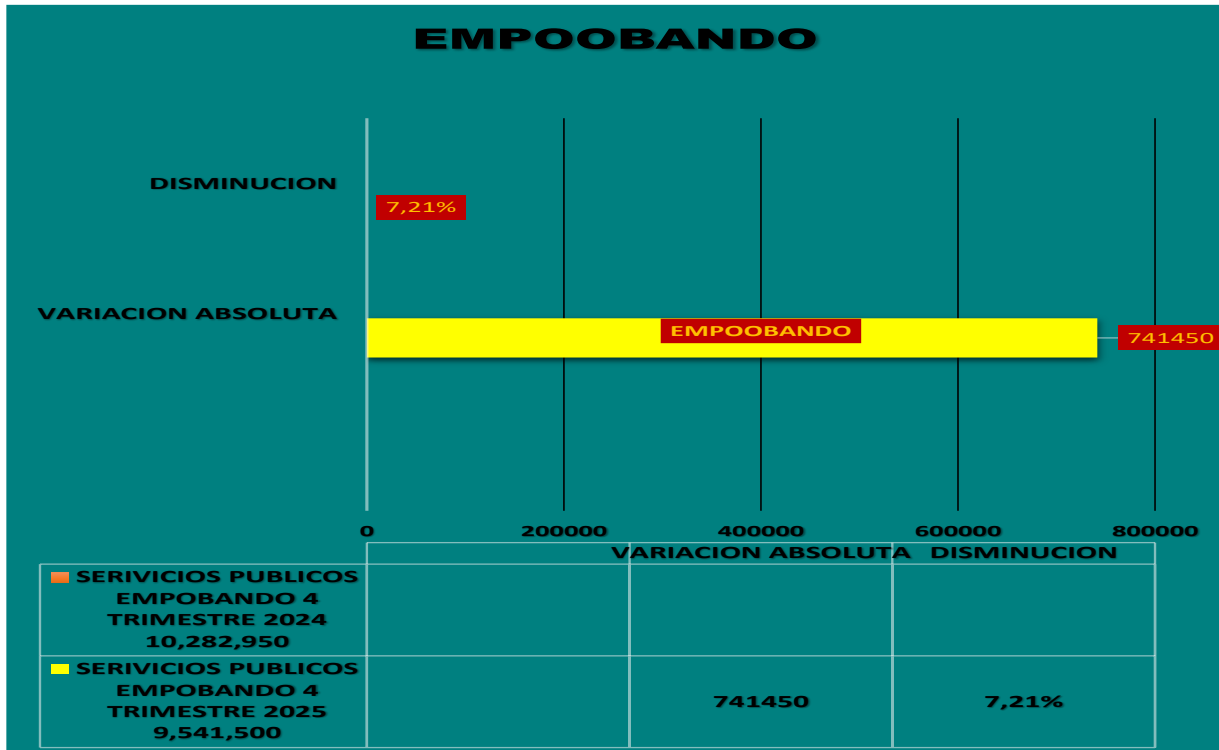 EMPOOBANDO
DISMINUCION
7,21%
VARIACION ABSOLUTA
EMPOOBANDO
741450
0 200000 400000 600000 800000
VARIACION ABSOLUTA DISMINUCION
SERIVICIOS PUBLICOS
EMPOBANDO 4
TRIMESTRE 2024
10,282,950
SERIVICIOS PUBLICOS
EMPOBANDO 4
TRIMESTRE 2025
9,541,500
741450 7,21%